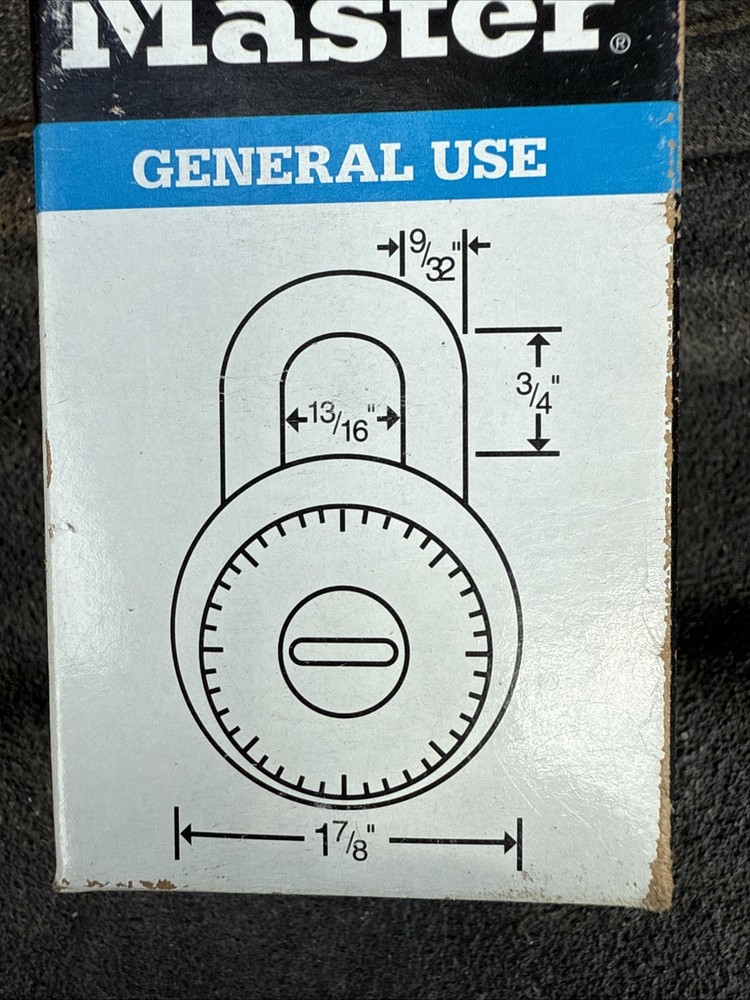 Master®
GENERAL USE
9/32"
3/4"
13/16"
1 7/8"